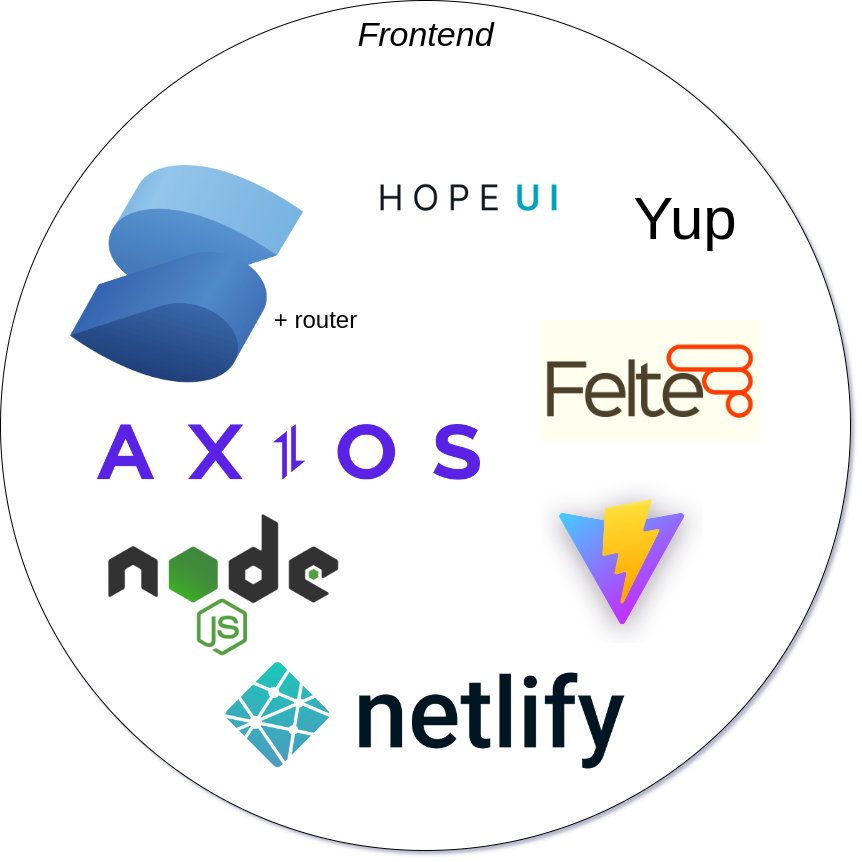 Frontend
HOPE UI
Yup
+ router
Felte
AXIOS
node
JS
netlify